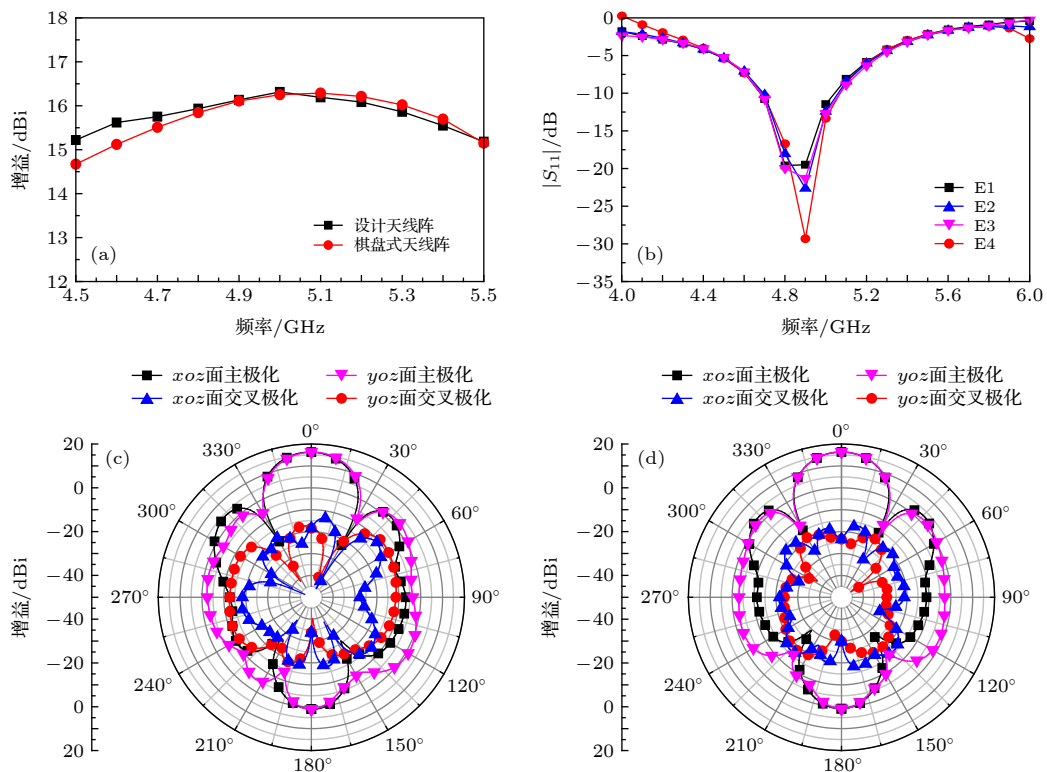 18
17
16
15
14
13
12
增益/dBi
(a)
设计天线阵
棋盘式天线阵
4.5
4.7
4.9
5.1
5.3
5.5
频率/GHz
0
−5
−10
−15
−20
−25
−30
−35
|S11|/dB
(b)
E1
E2
E3
E4
4.0
4.4
4.8
5.2
5.6
6.0
频率/GHz
xoz面主极化
yoz面主极化
xoz面交叉极化
yoz面交叉极化
(c)
20
0
−20
−40
−40
−20
0
20
增益/dBi
0°
30°
60°
90°
120°
150°
180°
210°
240°
270°
300°
330°
xoz面主极化
yoz面主极化
xoz面交叉极化
yoz面交叉极化
(d)
20
0
−20
−40
−40
−20
0
20
增益/dBi
0°
30°
60°
90°
120°
150°
180°
210°
240°
270°
300°
330°